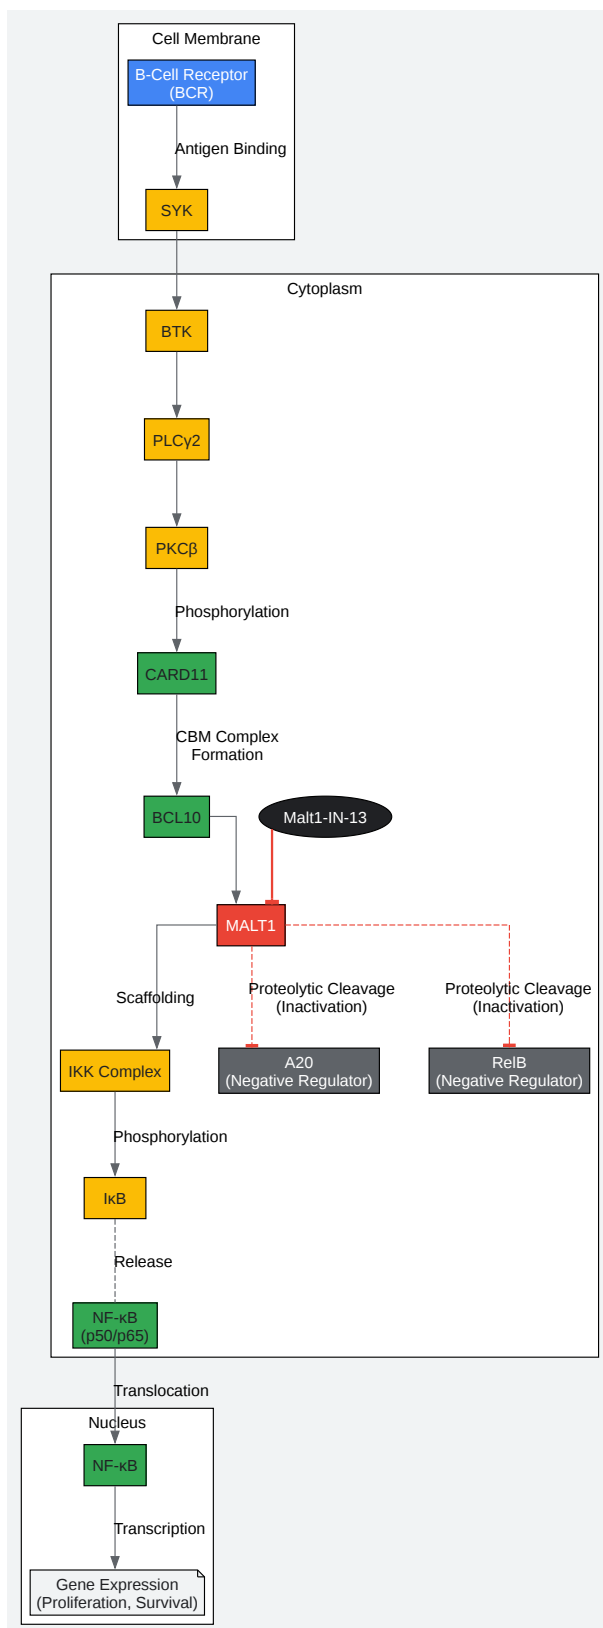 Cell Membrane
B-Cell Receptor
(BCR)
Antigen Binding
SYK
Cytoplasm
BTK
PLCγ2
PKCβ
Phosphorylation
CARD11
CBM Complex
Formation
BCL10
Malt1-IN-13
MALT1
Scaffolding
Proteolytic Cleavage
(Inactivation)
Proteolytic Cleavage
(Inactivation)
IKK Complex
A20
(Negative Regulator)
RelB
(Negative Regulator)
Phosphorylation
IκB
Release
NF-κB
(p50/p65)
Translocation
Nucleus
NF-κB
Transcription
Gene Expression
(Proliferation, Survival)